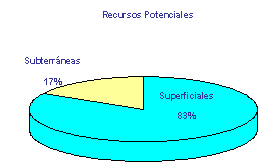 Recursos Potenciales
Subterráneas
17%
Superficiales
83%